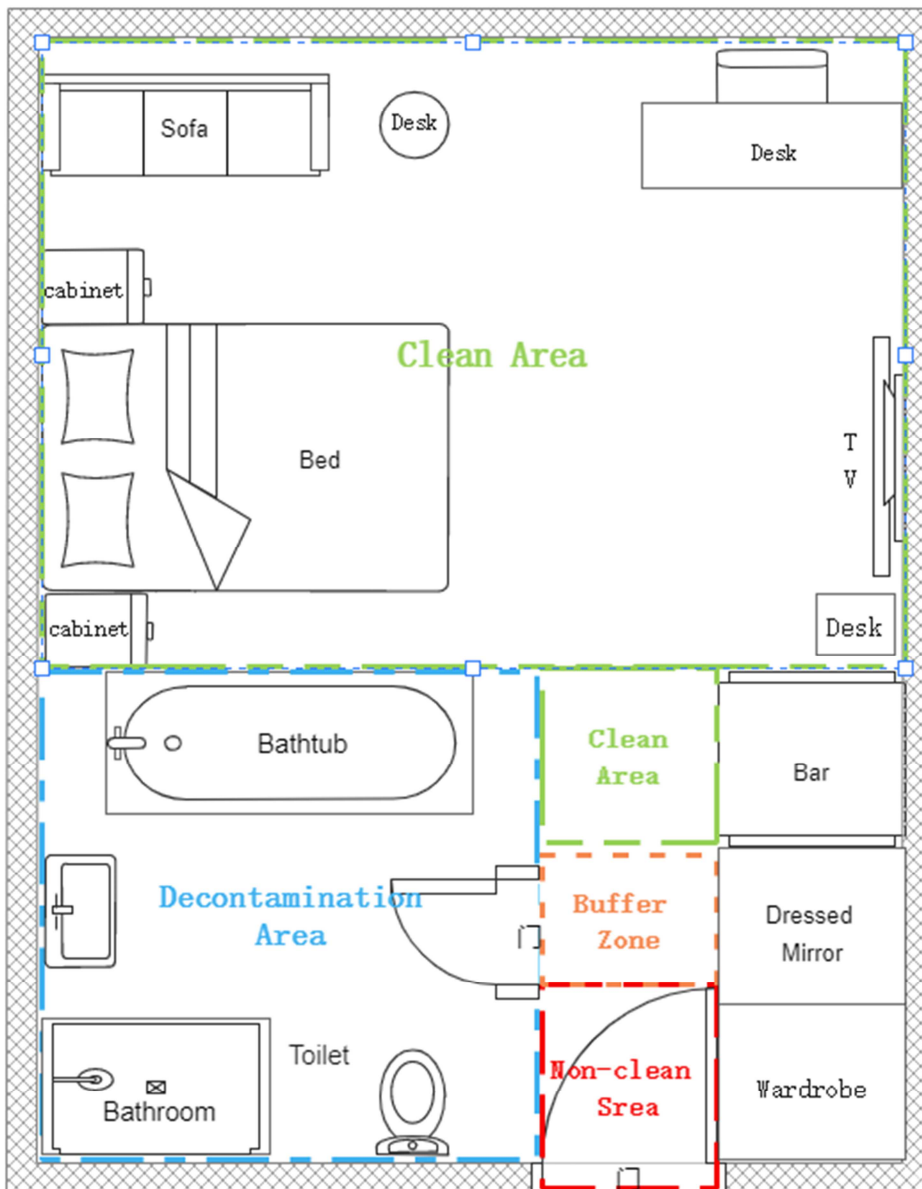 Sofa
Desk
Desk
cabinet
Clean Area
Bed
T
V
cabinet
Desk
Bathtub
Clean
Area
Bar
Decontamination
Area
Buffer
Zone
Dressed
Mirror
Toilet
Bathroom
Non-clean
Srea
Wardrobe